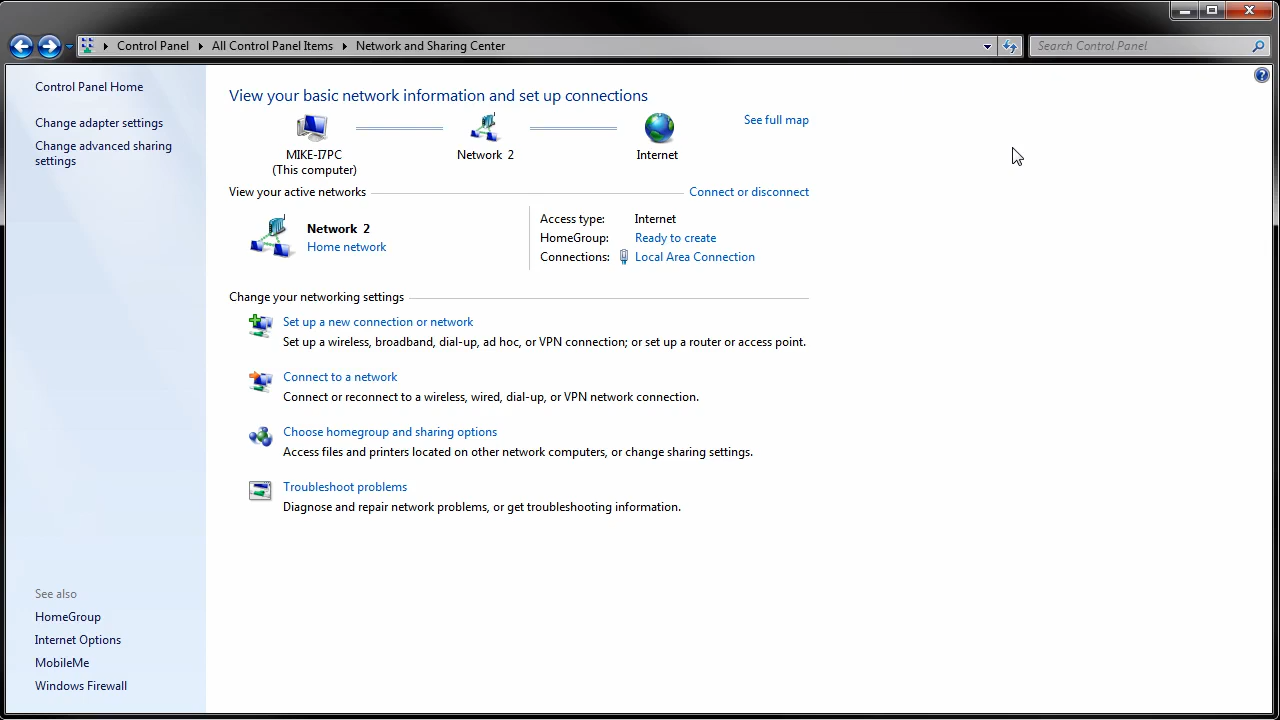 Control Panel
All Control Panel Items
Network and Sharing Center
Search Control Panel
Control Panel Home
Change adapter settings
Change advanced sharing
settings
View your basic network information and set up connections
See full map
MIKE-I7PC
(This computer)
Network 2
Internet
View your active networks
Connect or disconnect
Network 2
Home network
Access type: Internet
HomeGroup: Ready to create
Connections: Local Area Connection
Change your networking settings
Set up a new connection or network
Set up a wireless, broadband, dial-up, ad hoc, or VPN connection; or set up a router or access point.
Connect to a network
Connect or reconnect to a wireless, wired, dial-up, or VPN network connection.
Choose homegroup and sharing options
Access files and printers located on other network computers, or change sharing settings.
Troubleshoot problems
Diagnose and repair network problems, or get troubleshooting information.
See also
HomeGroup
Internet Options
MobileMe
Windows Firewall